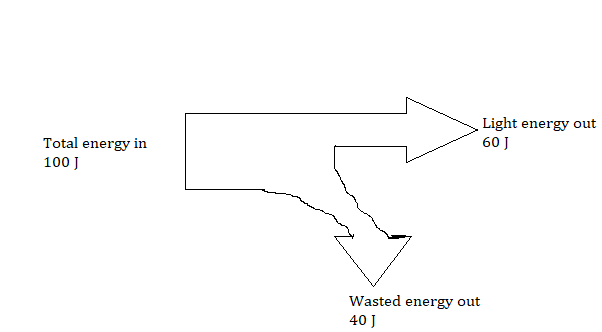 Total energy in
100 J
Light energy out
60 J
Wasted energy out
40 J